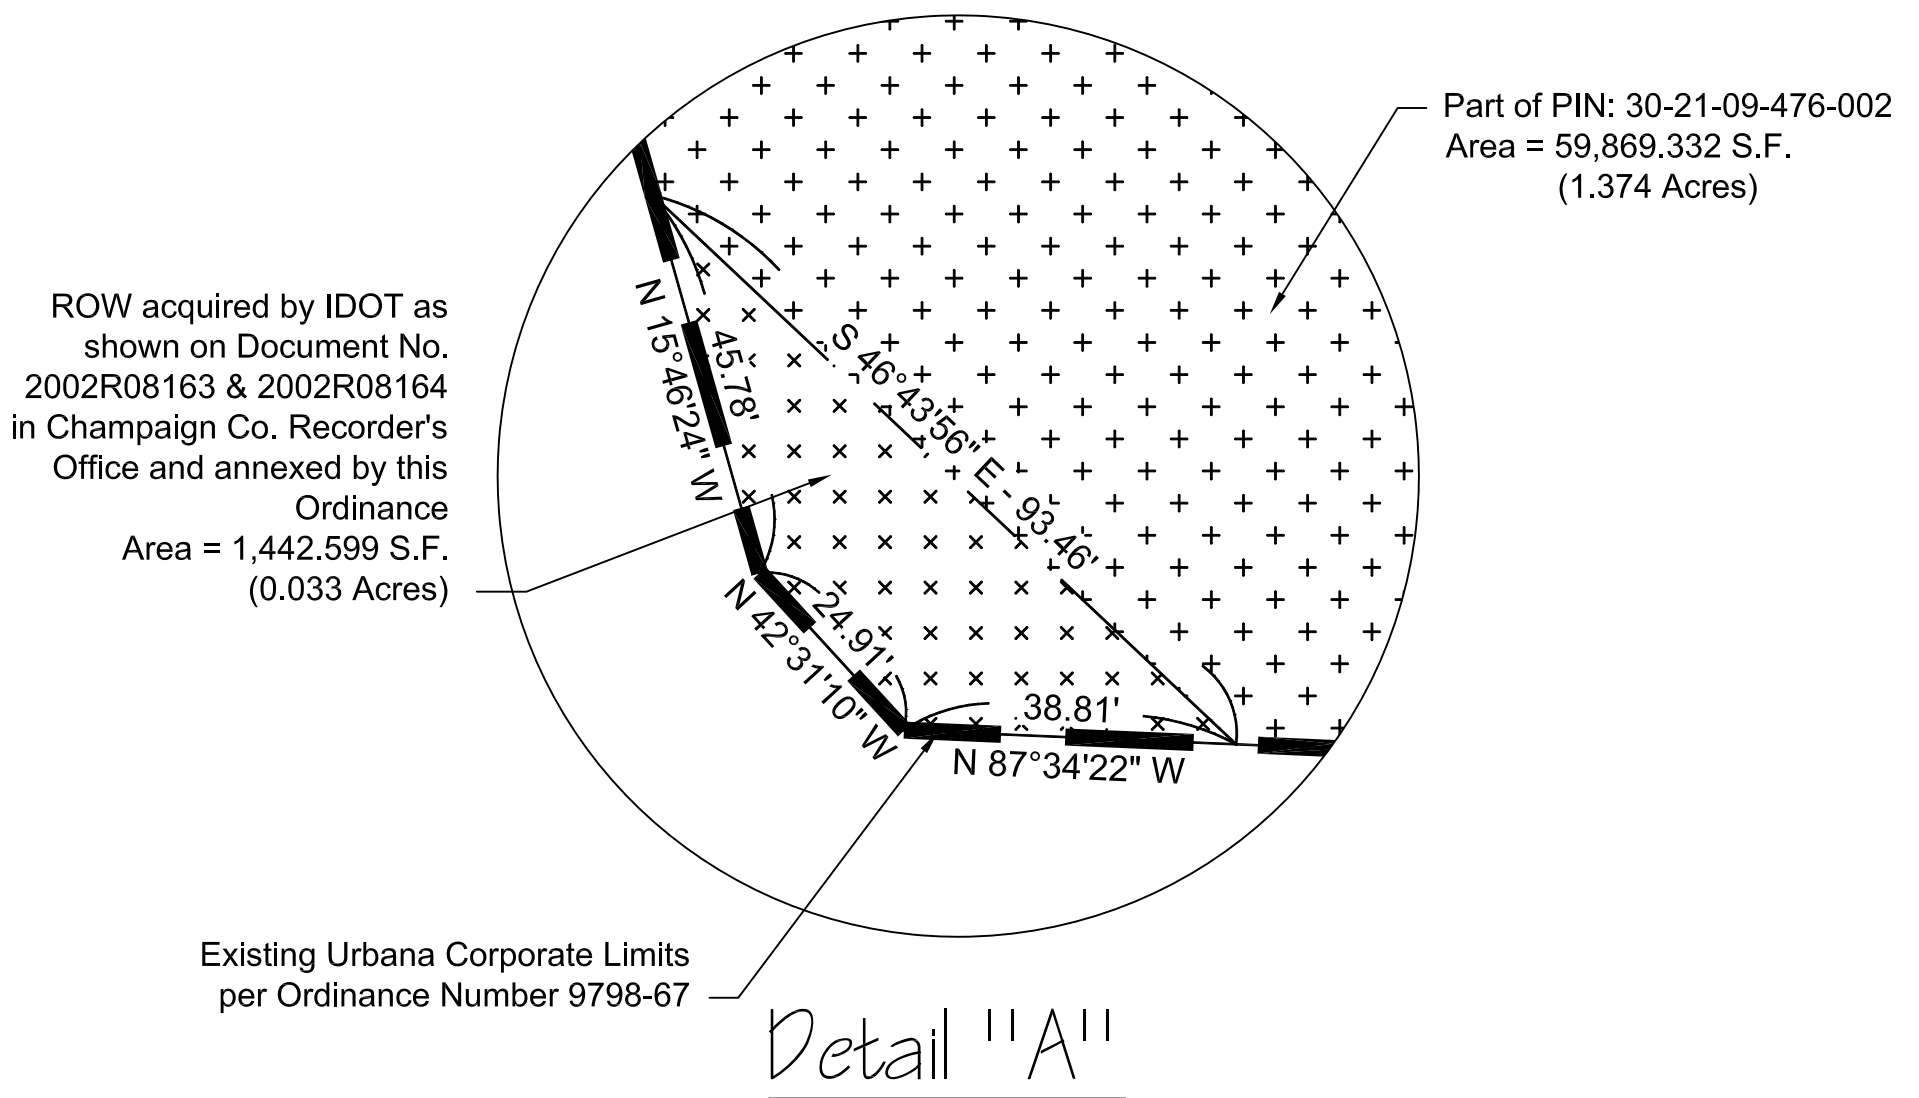 Part of PIN: 30-21-09-476-002
Area = 59,869.332 S.F.
(1.374 Acres)
ROW acquired by IDOT as
shown on Document No.
2002R08163 & 2002R08164
in Champaign Co. Recorder's
Office and annexed by this
Ordinance
Area = 1,442.599 S.F.
(0.033 Acres)
N 15°46'24" W
45.78'
S 46°43'56" E - 93.46'
N 42°31'10" W
24.91'
38.81'
N 87°34'22" W
Existing Urbana Corporate Limits
per Ordinance Number 9798-67
Detail "A"